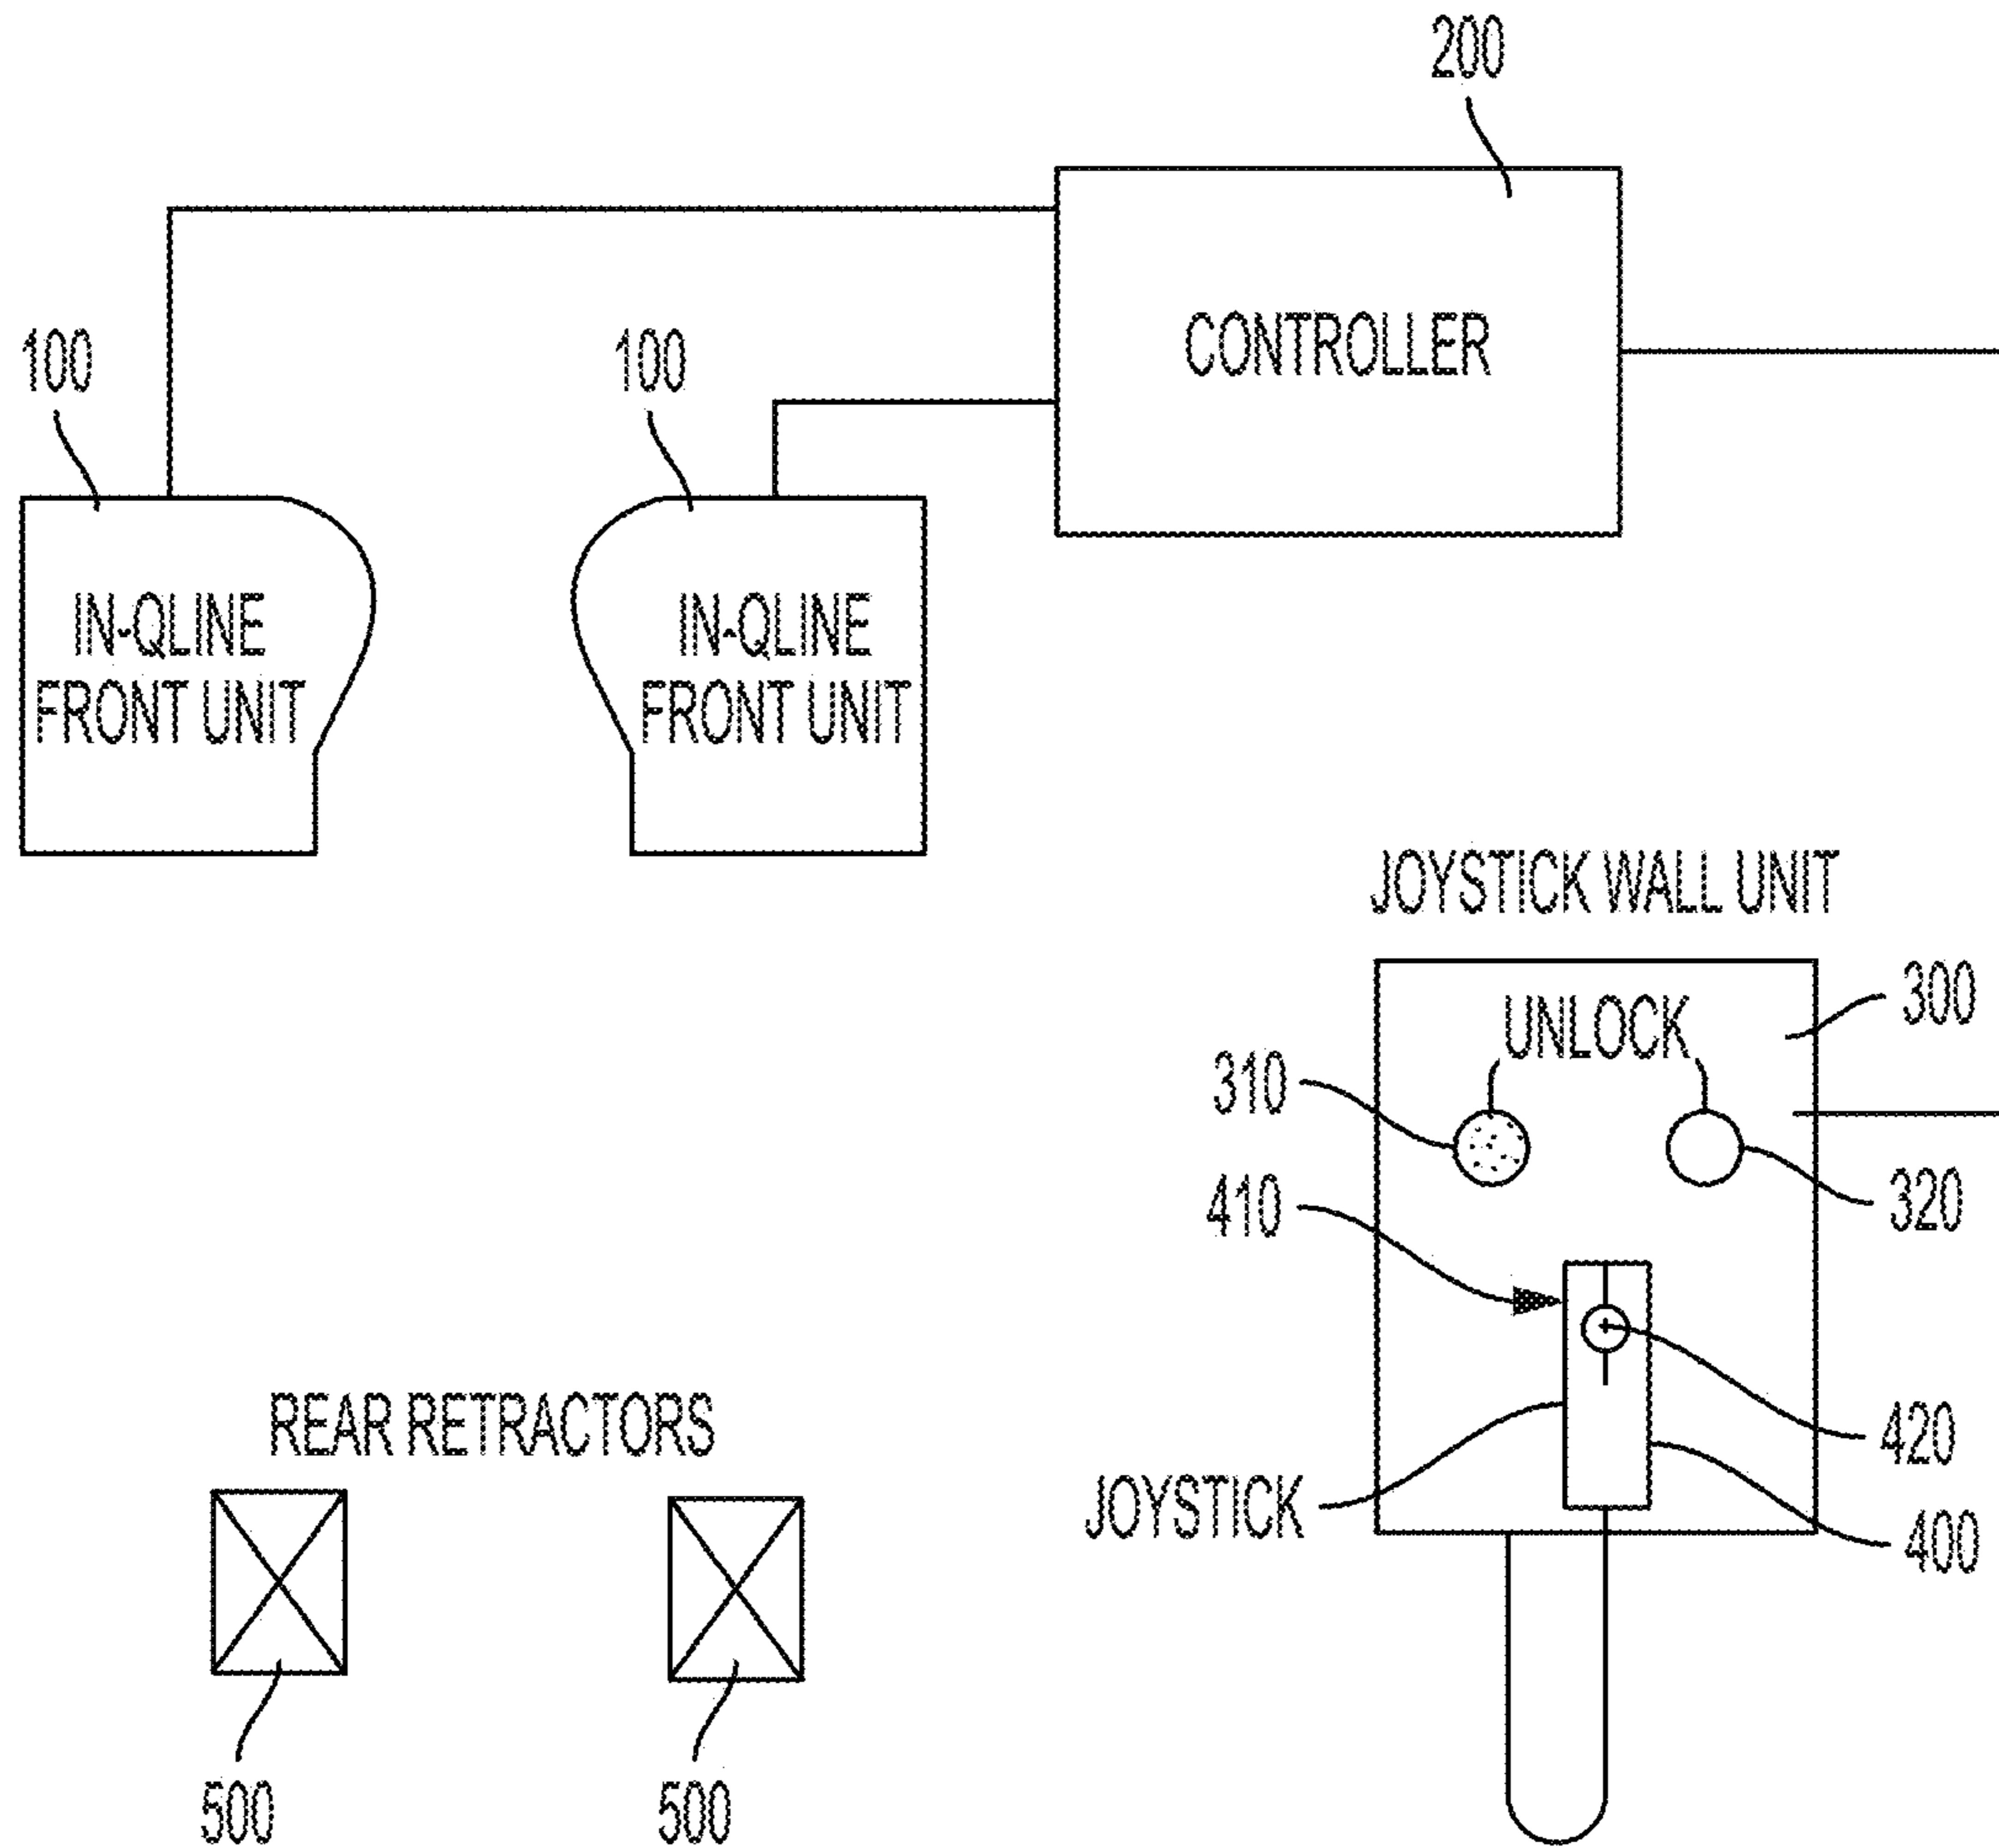 200
CONTROLLER
100
100
IN-QLINE
FRONT UNIT
IN-QLINE
FRONT UNIT
JOYSTICK WALL UNIT
300
UNLOCK
310
320
410
420
JOYSTICK
400
REAR RETRACTORS
500
500